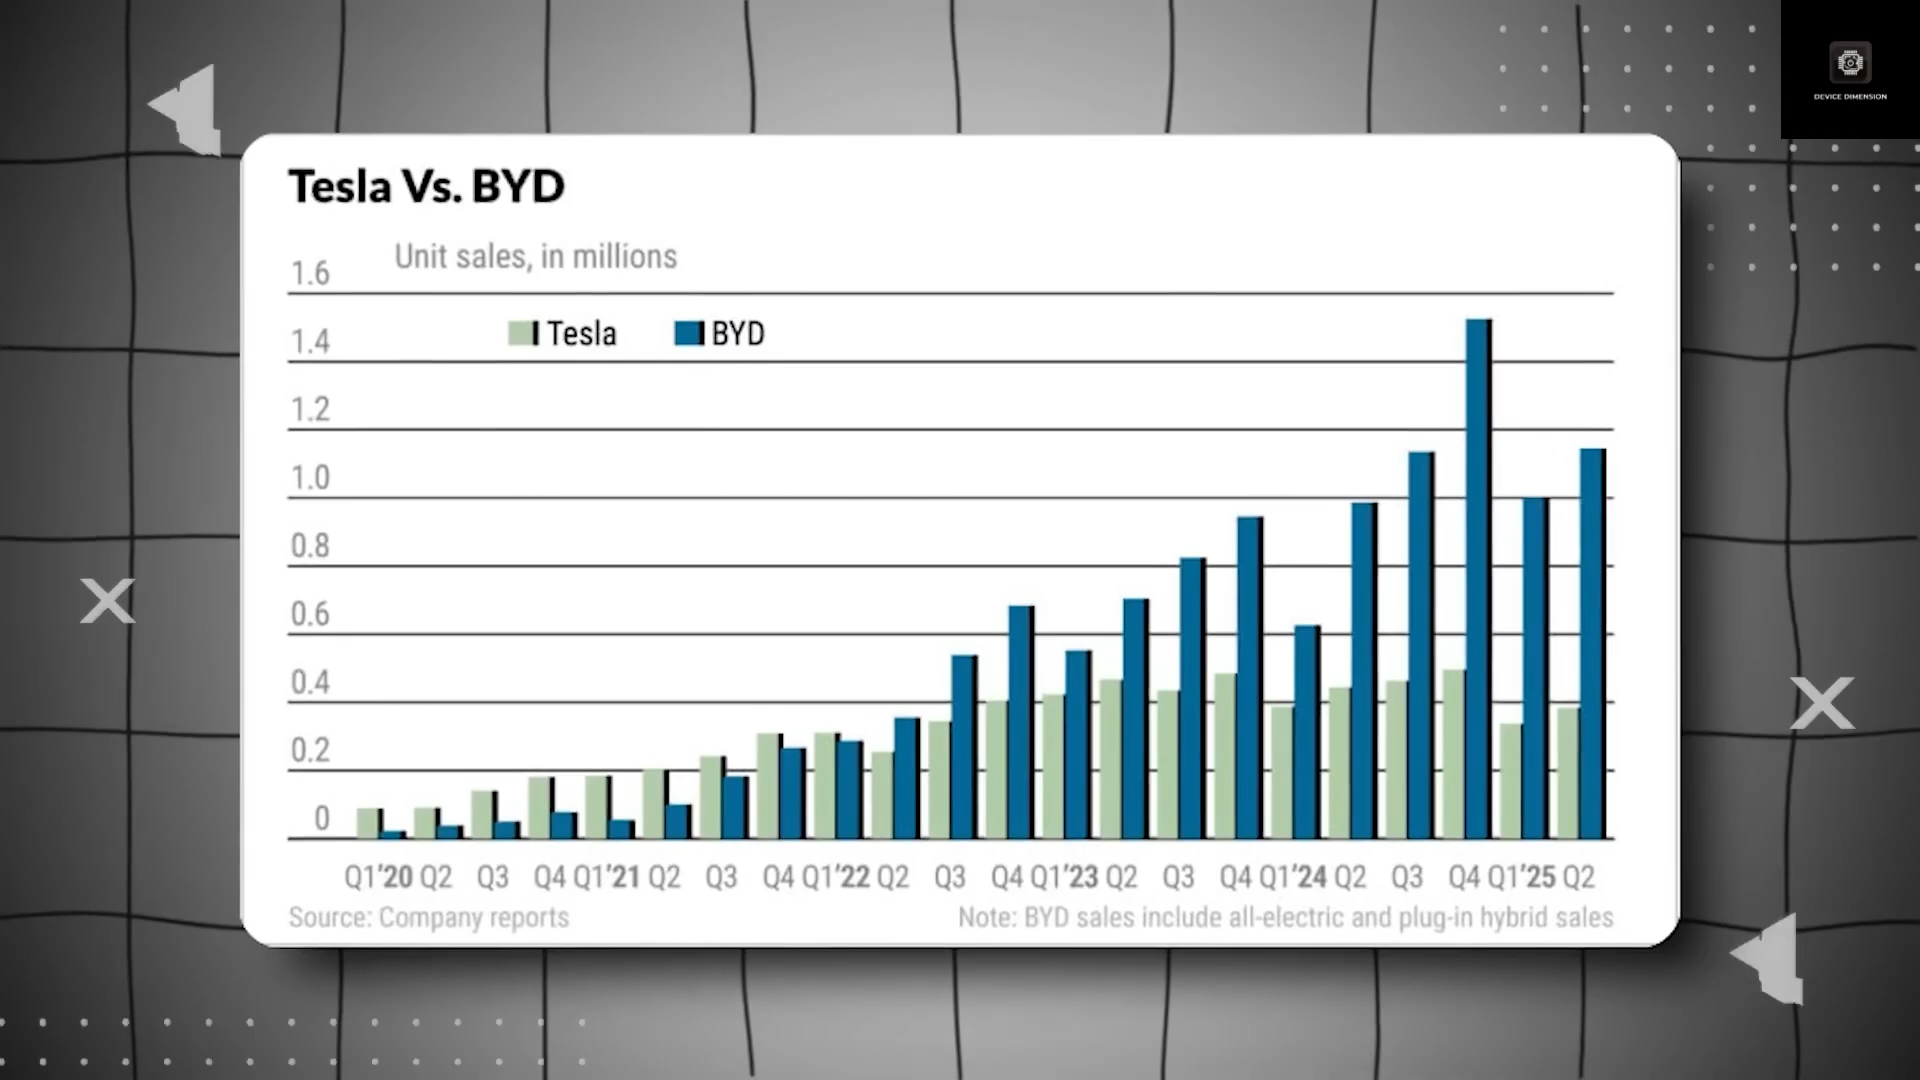 DEVICE DIMENSION
Tesla Vs. BYD
Unit sales, in millions
1.6
Tesla BYD
1.4
1.2
1.0
0.8
0.6
0.4
0.2
0
Q1'20 Q2 Q3 Q4 Q1'21 Q2 Q3 Q4 Q1'22 Q2 Q3 Q4 Q1'23 Q2 Q3 Q4 Q1'24 Q2 Q3 Q4 Q1'25 Q2
Source: Company reports
Note: BYD sales include all-electric and plug-in hybrid sales